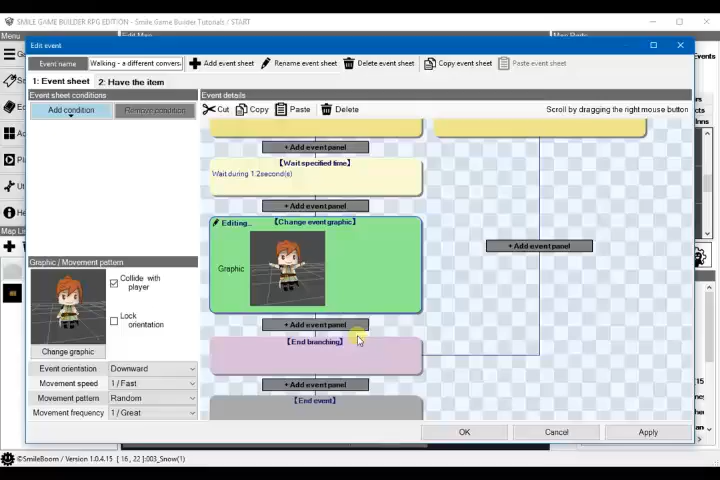 SMILE GAME BUILDER RPG EDITION - Smile Game Builder Tutorials / START
Menu
Edit event
Event name
Walking - a different convers
Add event sheet
Rename event sheet
Delete event sheet
Copy event sheet
Paste event sheet
1: Event sheet
2: Have the item
Event sheet conditions
Event details
Add condition
Remove condition
Cut
Copy
Paste
Delete
Scroll by dragging the right mouse button
+ Add event panel
【Wait specified time】
Wait during 1.2second(s)
+ Add event panel
Editing...
【Change event graphic】
Graphic
+ Add event panel
+ Add event panel
【End branching】
+ Add event panel
【End event】
Graphic / Movement pattern
Collide with player
Lock orientation
Change graphic
Event orientation
Downward
Movement speed
1 / Fast
Movement pattern
Random
Movement frequency
1 / Great
OK
Cancel
Apply
Map Lis
©SmileBoom / Version 1.0.4.15 [ 16 , 22 ]:003_Snow(1)